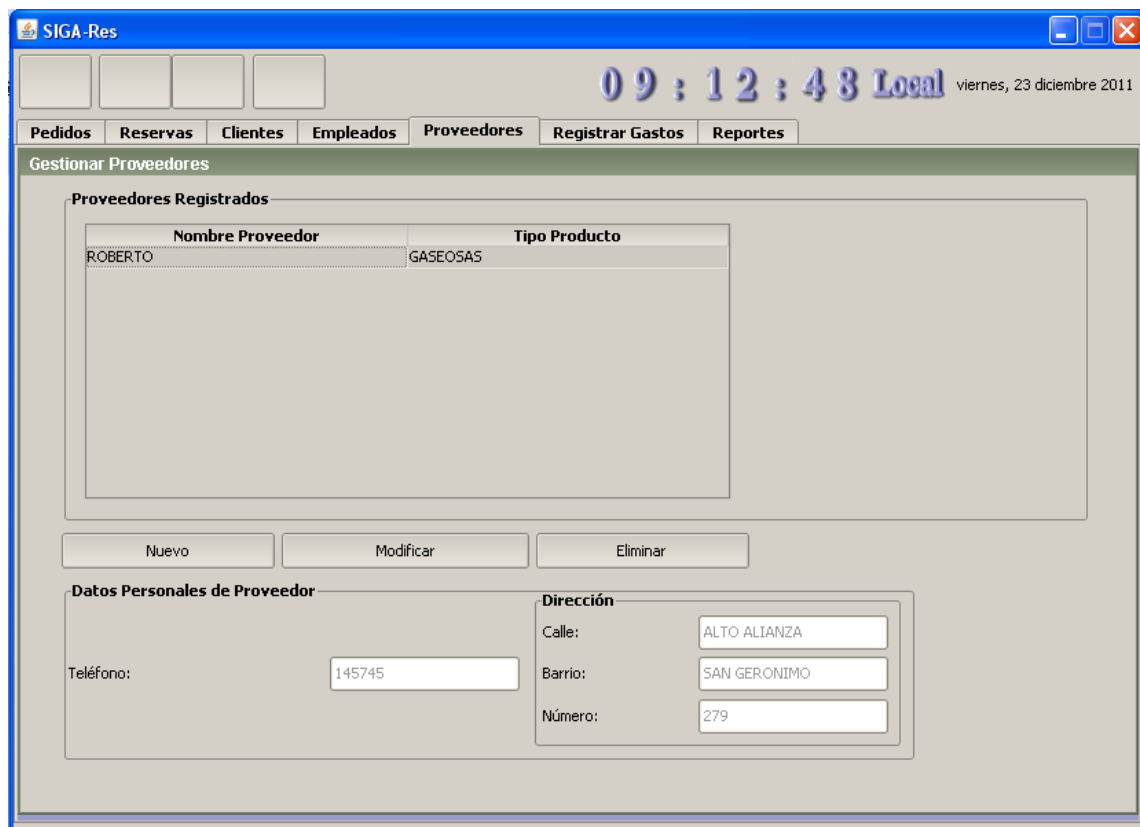 SIGA-Res
09:12:48 Local viernes, 23 diciembre 2011
Pedidos Reservas Clientes Empleados Proveedores Registrar Gastos Reportes
Gestionar Proveedores
Proveedores Registrados
Nombre Proveedor Tipo Producto
ROBERTO GASEOSAS
Nuevo Modificar Eliminar
Datos Personales de Proveedor
Teléfono: 145745
Dirección
Calle: ALTO ALIANZA
Barrio: SAN GERONIMO
Número: 279